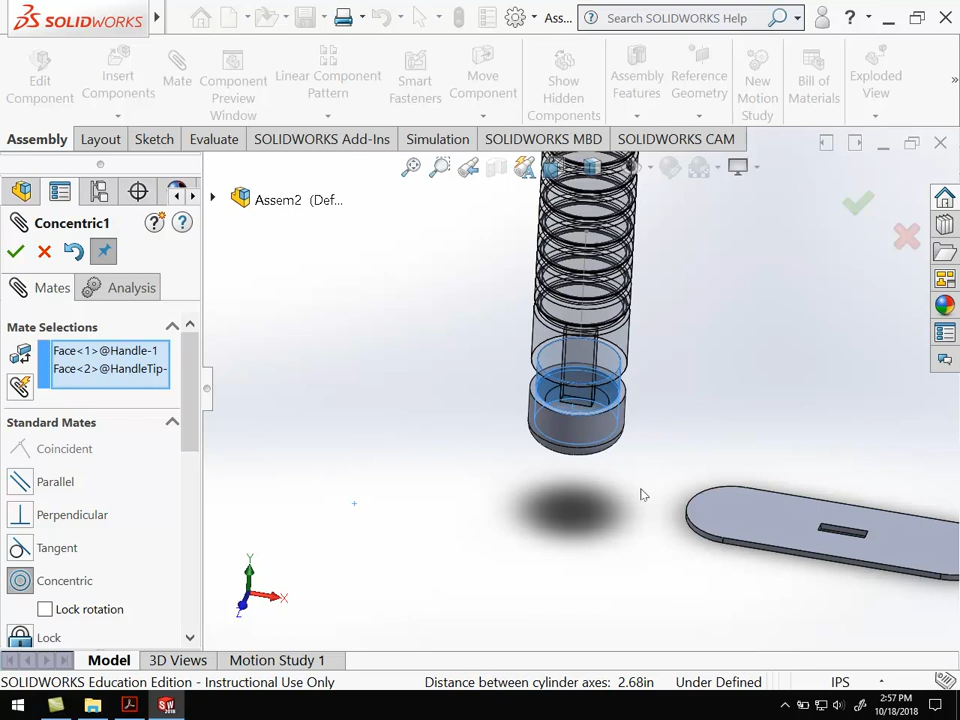 SOLIDWORKS
Ass...
Search SOLIDWORKS Help
?
Edit Component
Insert Components
Mate
Component Preview Window
Linear Component Pattern
Smart Fasteners
Move Component
Show Hidden Components
Assembly Features
Reference Geometry
New Motion Study
Bill of Materials
Exploded View
»
Assembly
Layout
Sketch
Evaluate
SOLIDWORKS Add-Ins
Simulation
SOLIDWORKS MBD
SOLIDWORKS CAM
Assem2 (Def...
Concentric1
Mates
Analysis
Mate Selections
Face<1>@Handle-1
Face<2>@HandleTip-
Standard Mates
Coincident
Parallel
Perpendicular
Tangent
Concentric
Lock rotation
Lock
Y
X
Z
Model
3D Views
Motion Study 1
SOLIDWORKS Education Edition - Instructional Use Only
Distance between cylinder axes: 2.68in
Under Defined
IPS
2:57 PM
10/18/2018